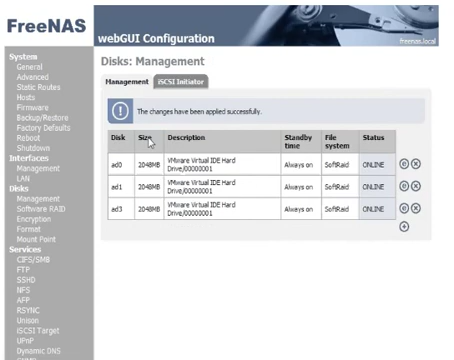 FreeNAS
webGUI Configuration
freenas.local
System
General
Advanced
Static Routes
Hosts
Firmware
Backup/Restore
Factory Defaults
Reboot
Shutdown
Interfaces
Management
LAN
Disks
Management
Software RAID
Encryption
Format
Mount Point
Services
CIFS/SMB
FTP
SSHD
NFS
AFP
RSYNC
Unison
iSCSI Target
UPnP
Dynamic DNS
Disks: Management
Management iSCSI Initiator
The changes have been applied successfully.
Disk Size Description Standby time File system Status
ad0 2048MB VMware Virtual IDE Hard Drive/00000001 Always on SoftRaid ONLINE
ad1 2048MB VMware Virtual IDE Hard Drive/00000001 Always on SoftRaid ONLINE
ad3 2048MB VMware Virtual IDE Hard Drive/00000001 Always on SoftRaid ONLINE